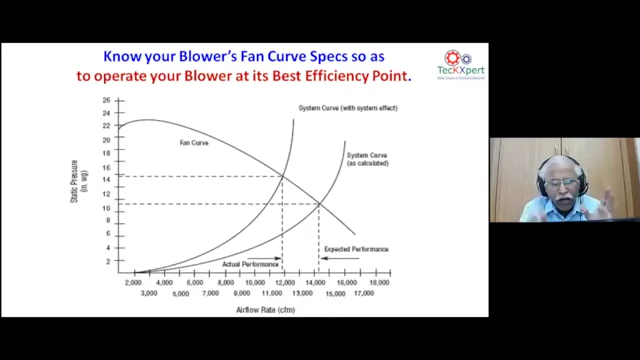 Know your Blower's Fan Curve Specs so as
to operate your Blower at its Best Efficiency Point.
TecKXpert
26
24
22
20
18
16
14
12
10
8
6
4
2
Static Pressure
(in. wg)
System Curve (with system effect)
Fan Curve
System Curve
(as calculated)
Actual Performance
Expected Performance
2,000 4,000 6,000 8,000 10,000 12,000 14,000 16,000 18,000
3,000 5,000 7,000 9,000 11,000 13,000 15,000 17,000
Airflow Rate (cfm)